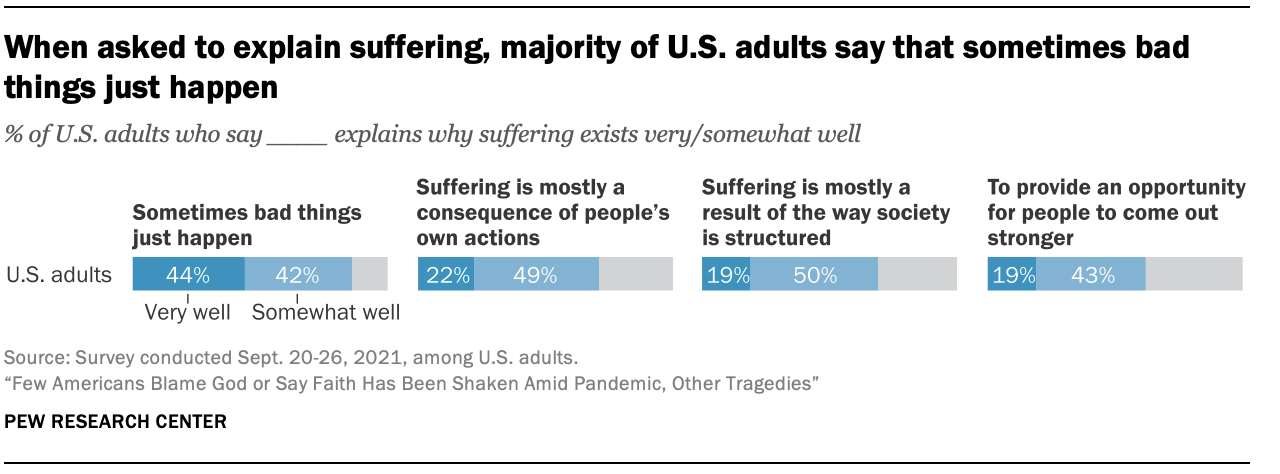 When asked to explain suffering, majority of U.S. adults say that sometimes bad
things just happen
% of U.S. adults who say ____ explains why suffering exists very/somewhat well
Sometimes bad things
just happen
Suffering is mostly a
consequence of people's
own actions
Suffering is mostly a
result of the way society
is structured
To provide an opportunity
for people to come out
stronger
U.S. adults
44%
42%
22%
49%
19%
50%
19%
43%
Very well
Somewhat well
Source: Survey conducted Sept. 20-26, 2021, among U.S. adults.
“Few Americans Blame God or Say Faith Has Been Shaken Amid Pandemic, Other Tragedies”
PEW RESEARCH CENTER